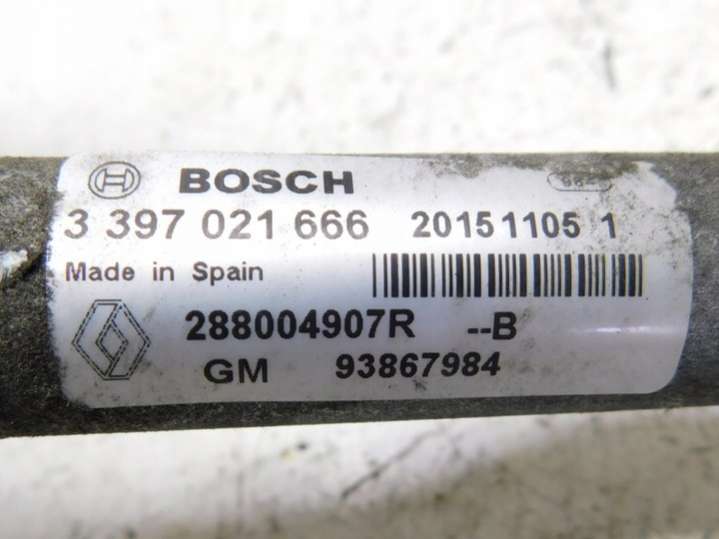 BOSCH
3 397 021 666 20151105 1
Made in Spain
288004907R --B
GM 93867984